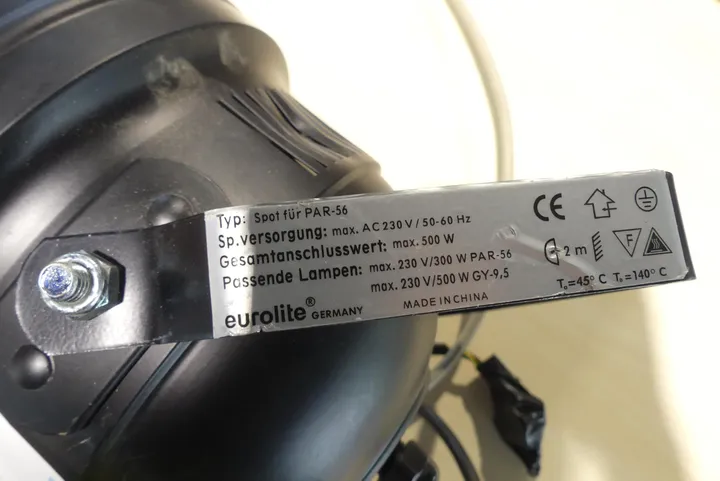 Typ: Spot für PAR-56
Sp.versorgung: max. AC 230 V / 50-60 Hz
Gesamtanschlusswert: max. 500 W
Passende Lampen: max. 230 V/300 W PAR-56
max. 230 V/500 W GY-9,5
eurolite® GERMANY
MADE IN CHINA
CE
2 m
F
Ta=45° C Tb=140° C